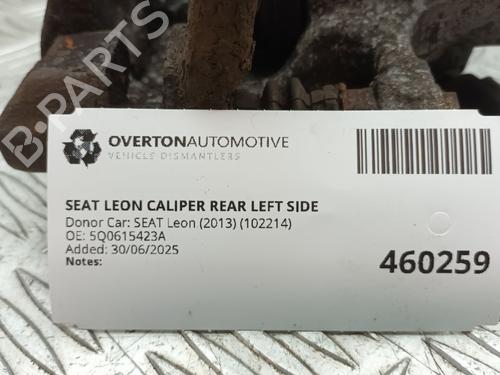 B-PARTS
OVERTONAUTOMOTIVE
VEHICLE DISMANTLERS
SEAT LEON CALIPER REAR LEFT SIDE
Donor Car: SEAT Leon (2013) (102214)
OE: 5Q0615423A
Added: 30/06/2025
Notes:
460259